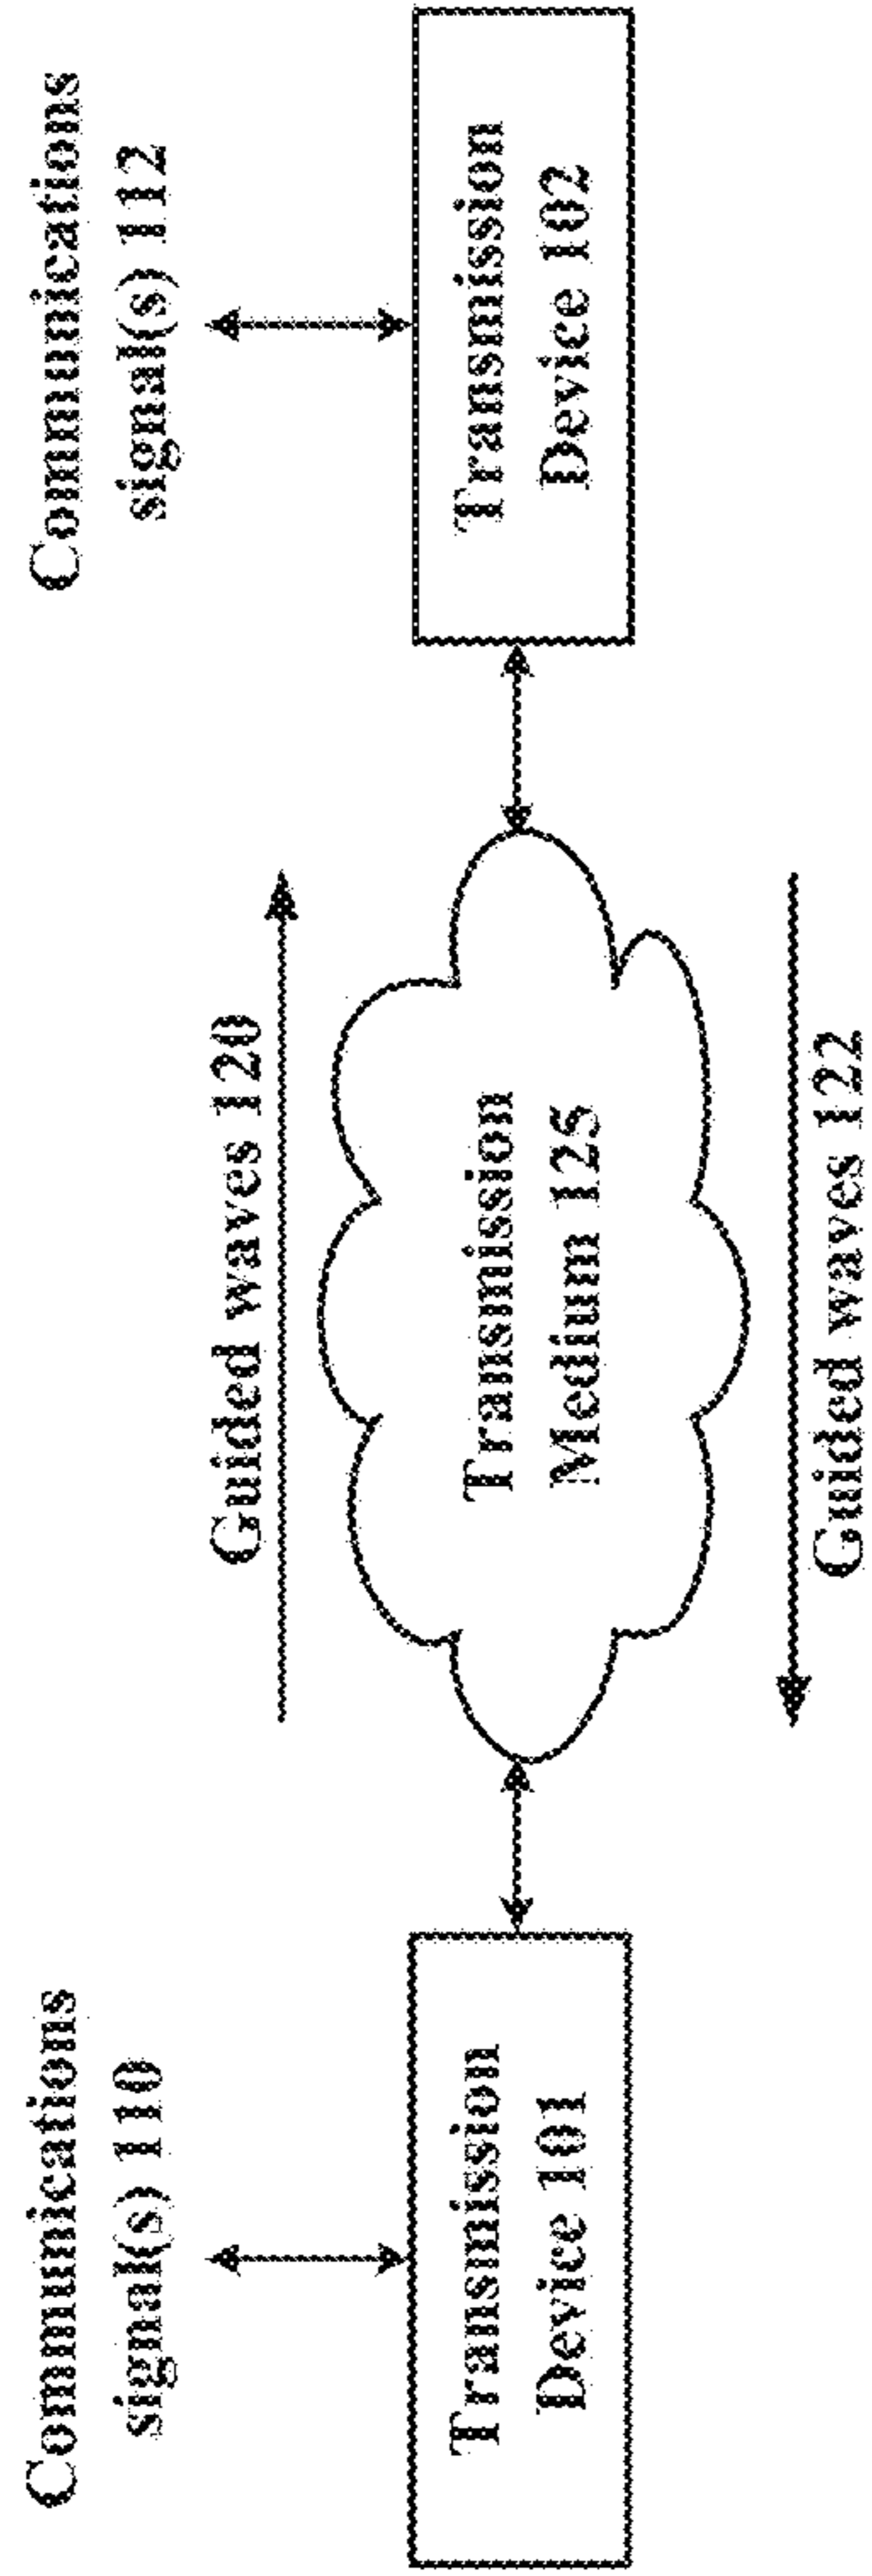 Communications
signal(s) 110
Communications
signal(s) 112
Guided waves 120
Transmission
Device 101
Transmission
Medium 125
Transmission
Device 102
Guided waves 122